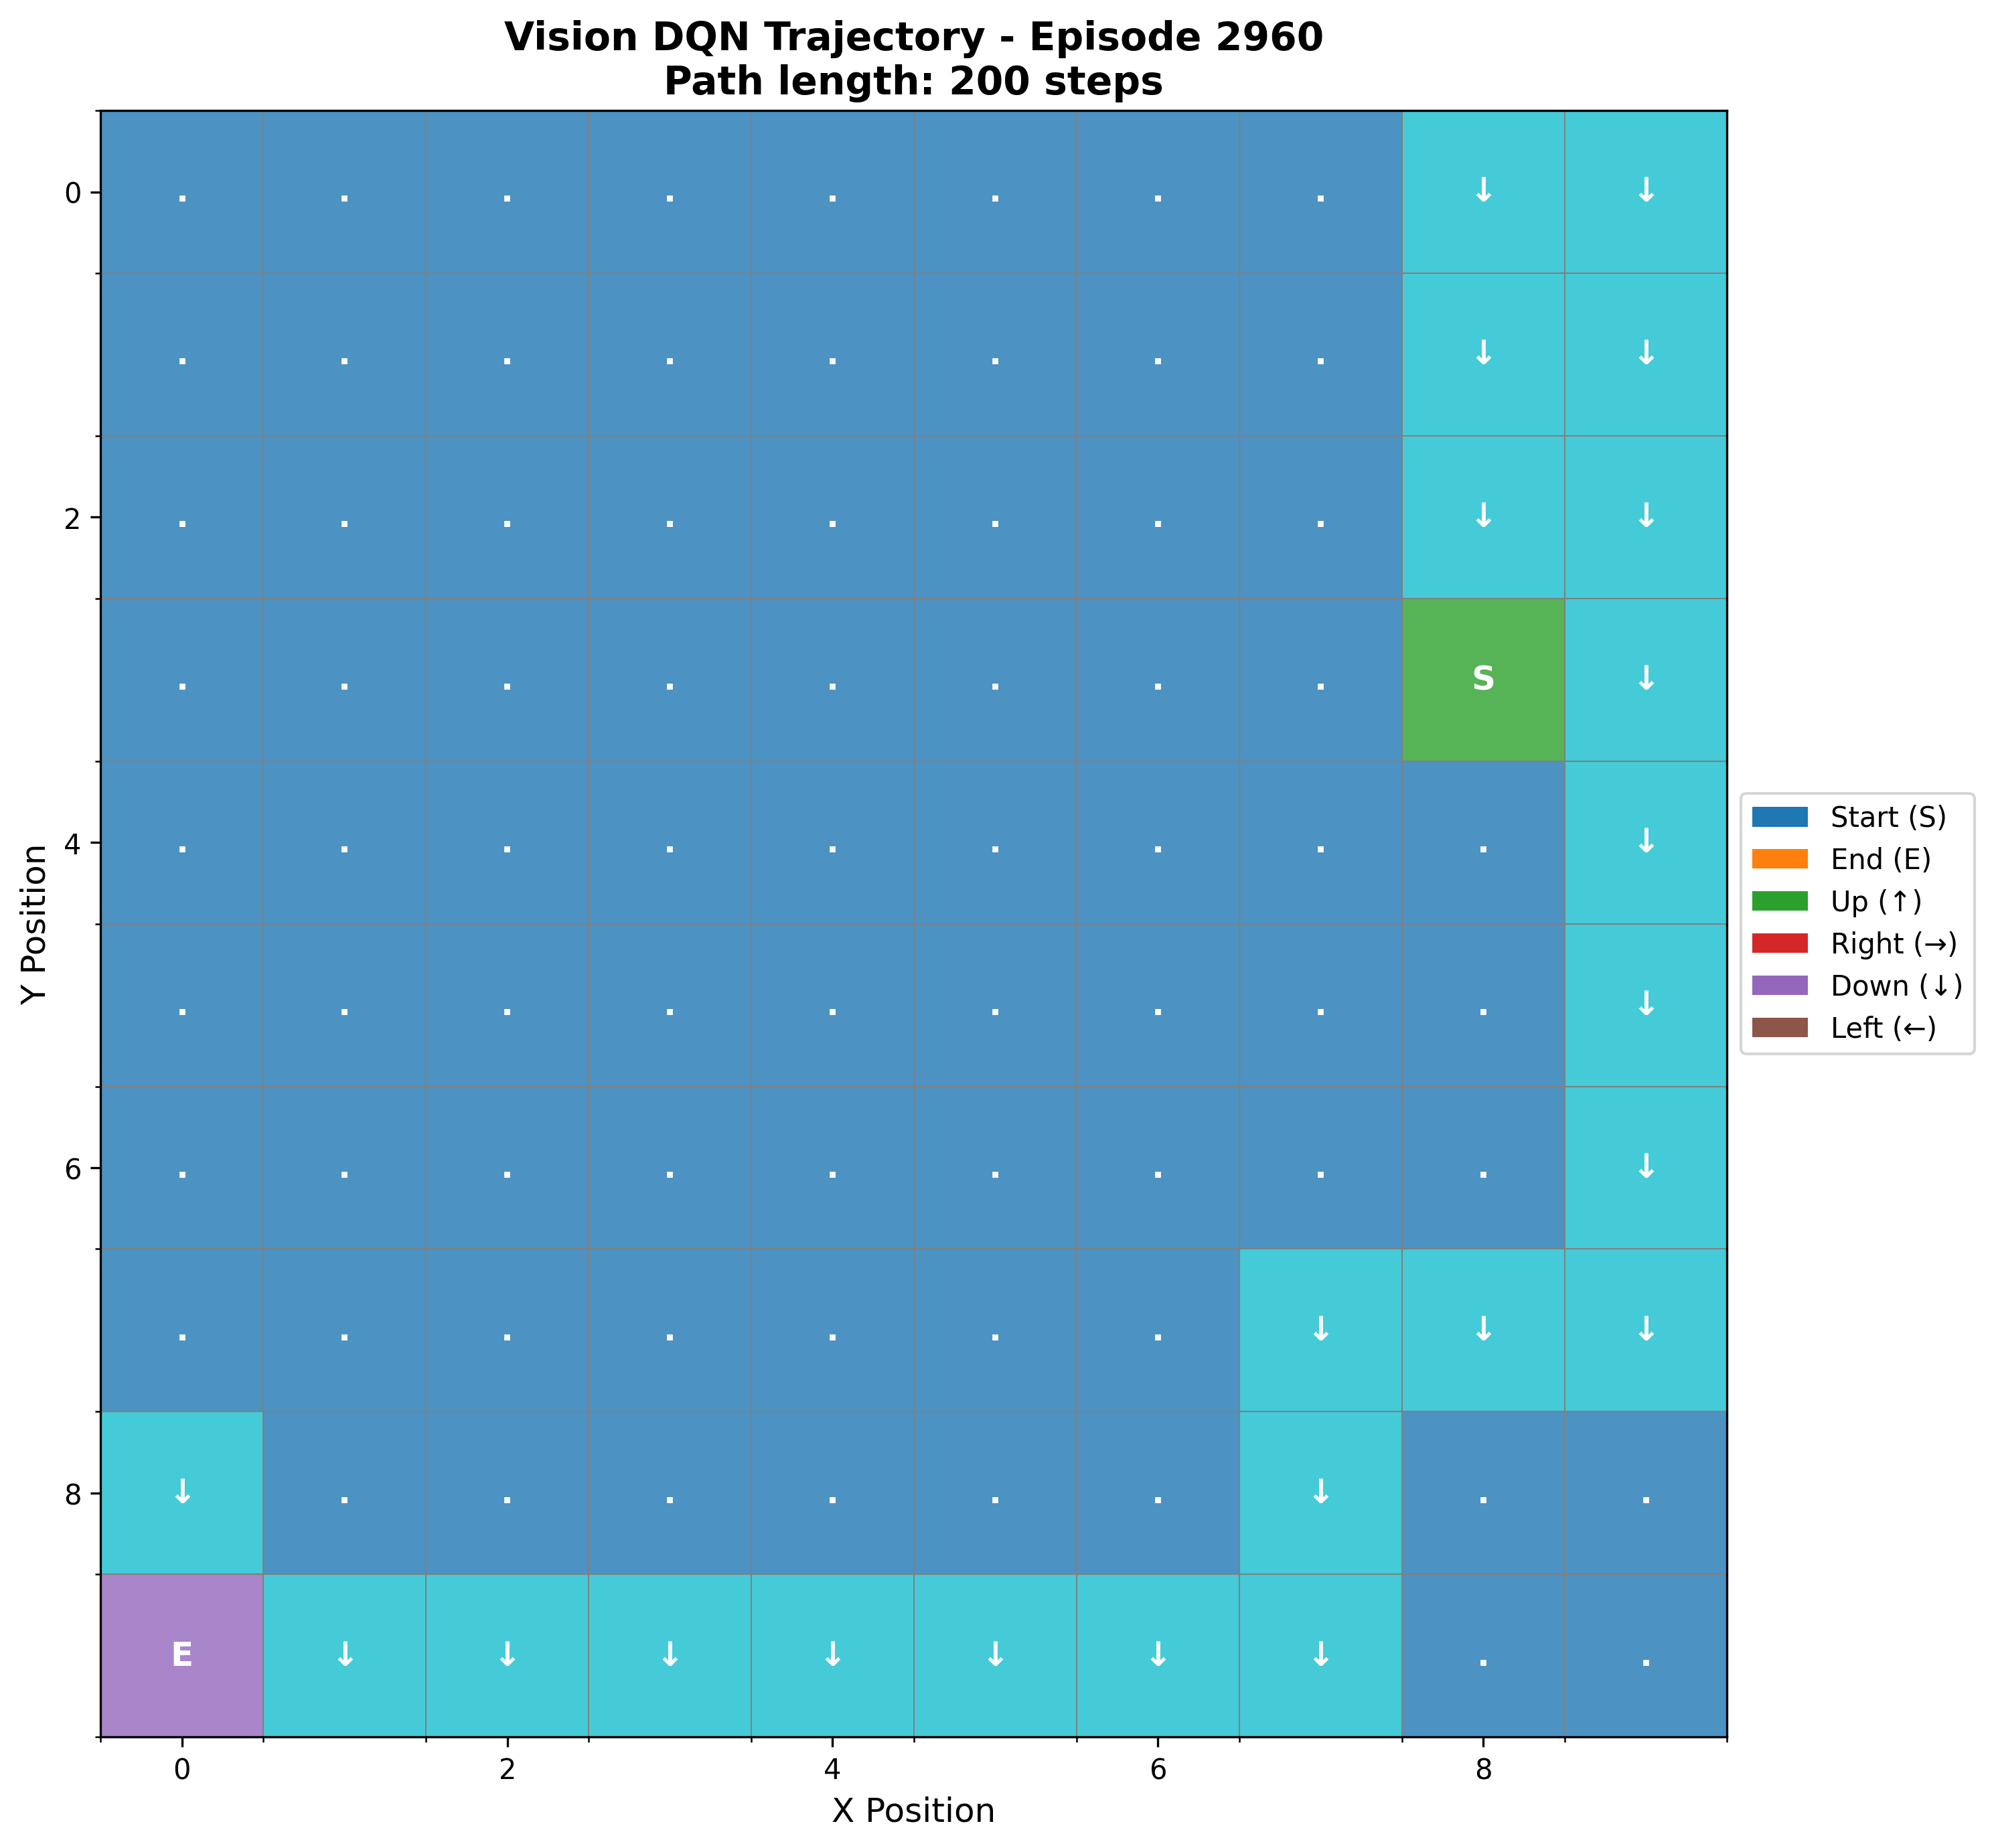 Vision DQN Trajectory - Episode 2960
Path length: 200 steps
0 . . . . . . . . ↓ ↓
. . . . . . . . ↓ ↓
2 . . . . . . . . ↓ ↓
. . . . . . . . S ↓
4 . . . . . . . . . ↓
. . . . . . . . . ↓
6 . . . . . . . . . ↓
. . . . . . . ↓ ↓ ↓
8 ↓ . . . . . . ↓ . .
E ↓ ↓ ↓ ↓ ↓ ↓ ↓ . .
0 2 4 6 8
X Position
Y Position
Start (S)
End (E)
Up (↑)
Right (→)
Down (↓)
Left (←)